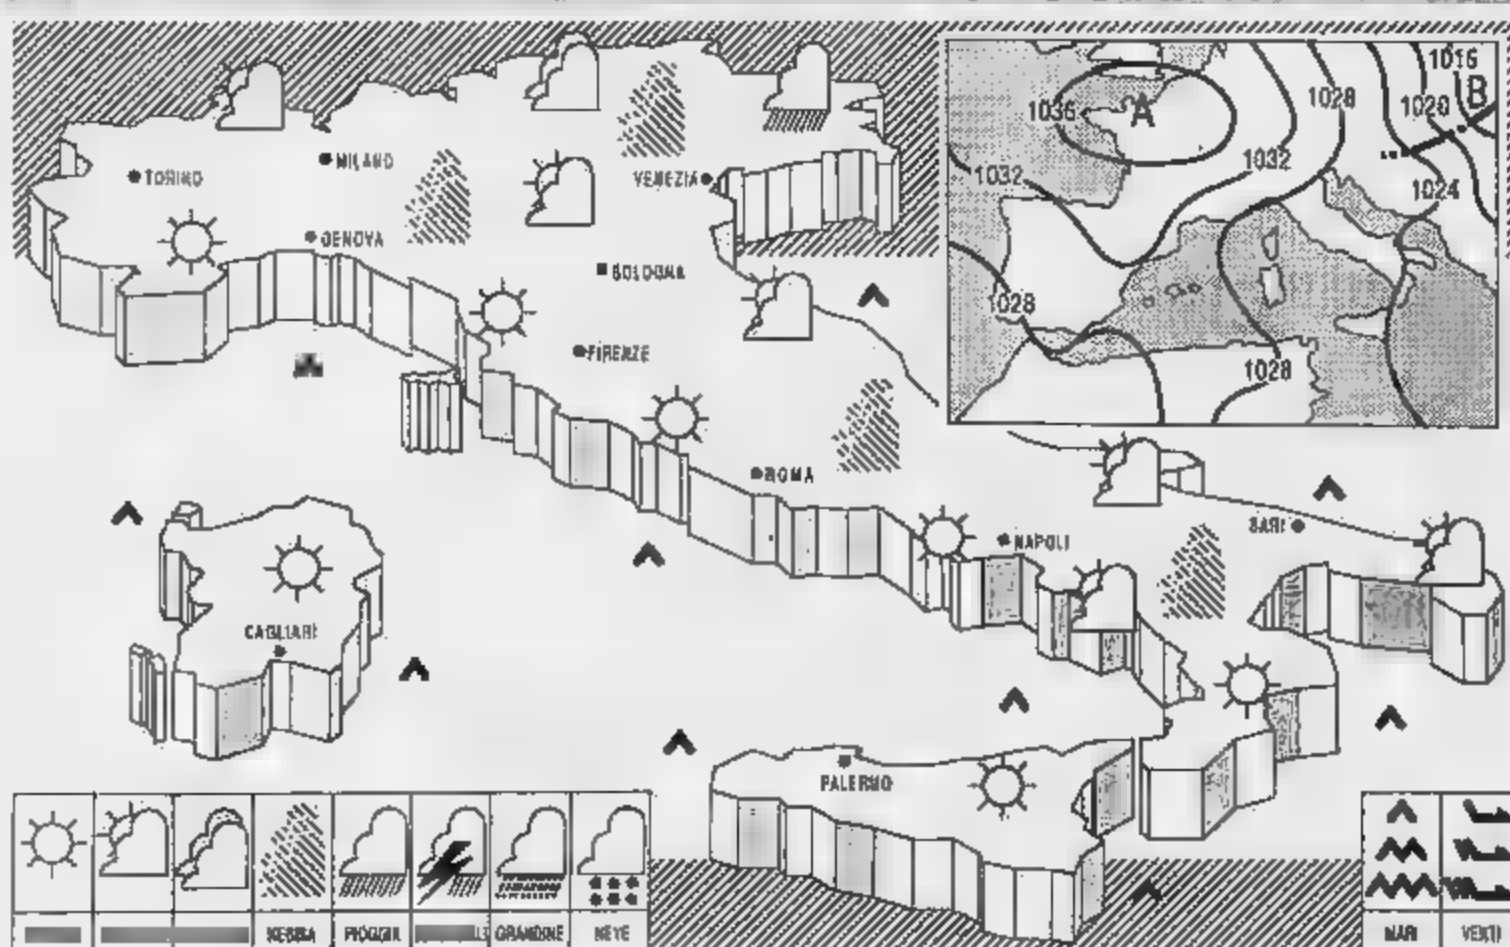 1016
1036
A
1028
1020
B
TORINO
MILANO
VENEZIA
1032
1032
1024
GENOVA
BOLOGNA
1028
FIRENZE
1028
ROMA
BARI
NAPOLI
CAGLIARI
PALERMO
NEBBIA
PIOGGIA
GRANDINE
NEVE
MARI
VENTI